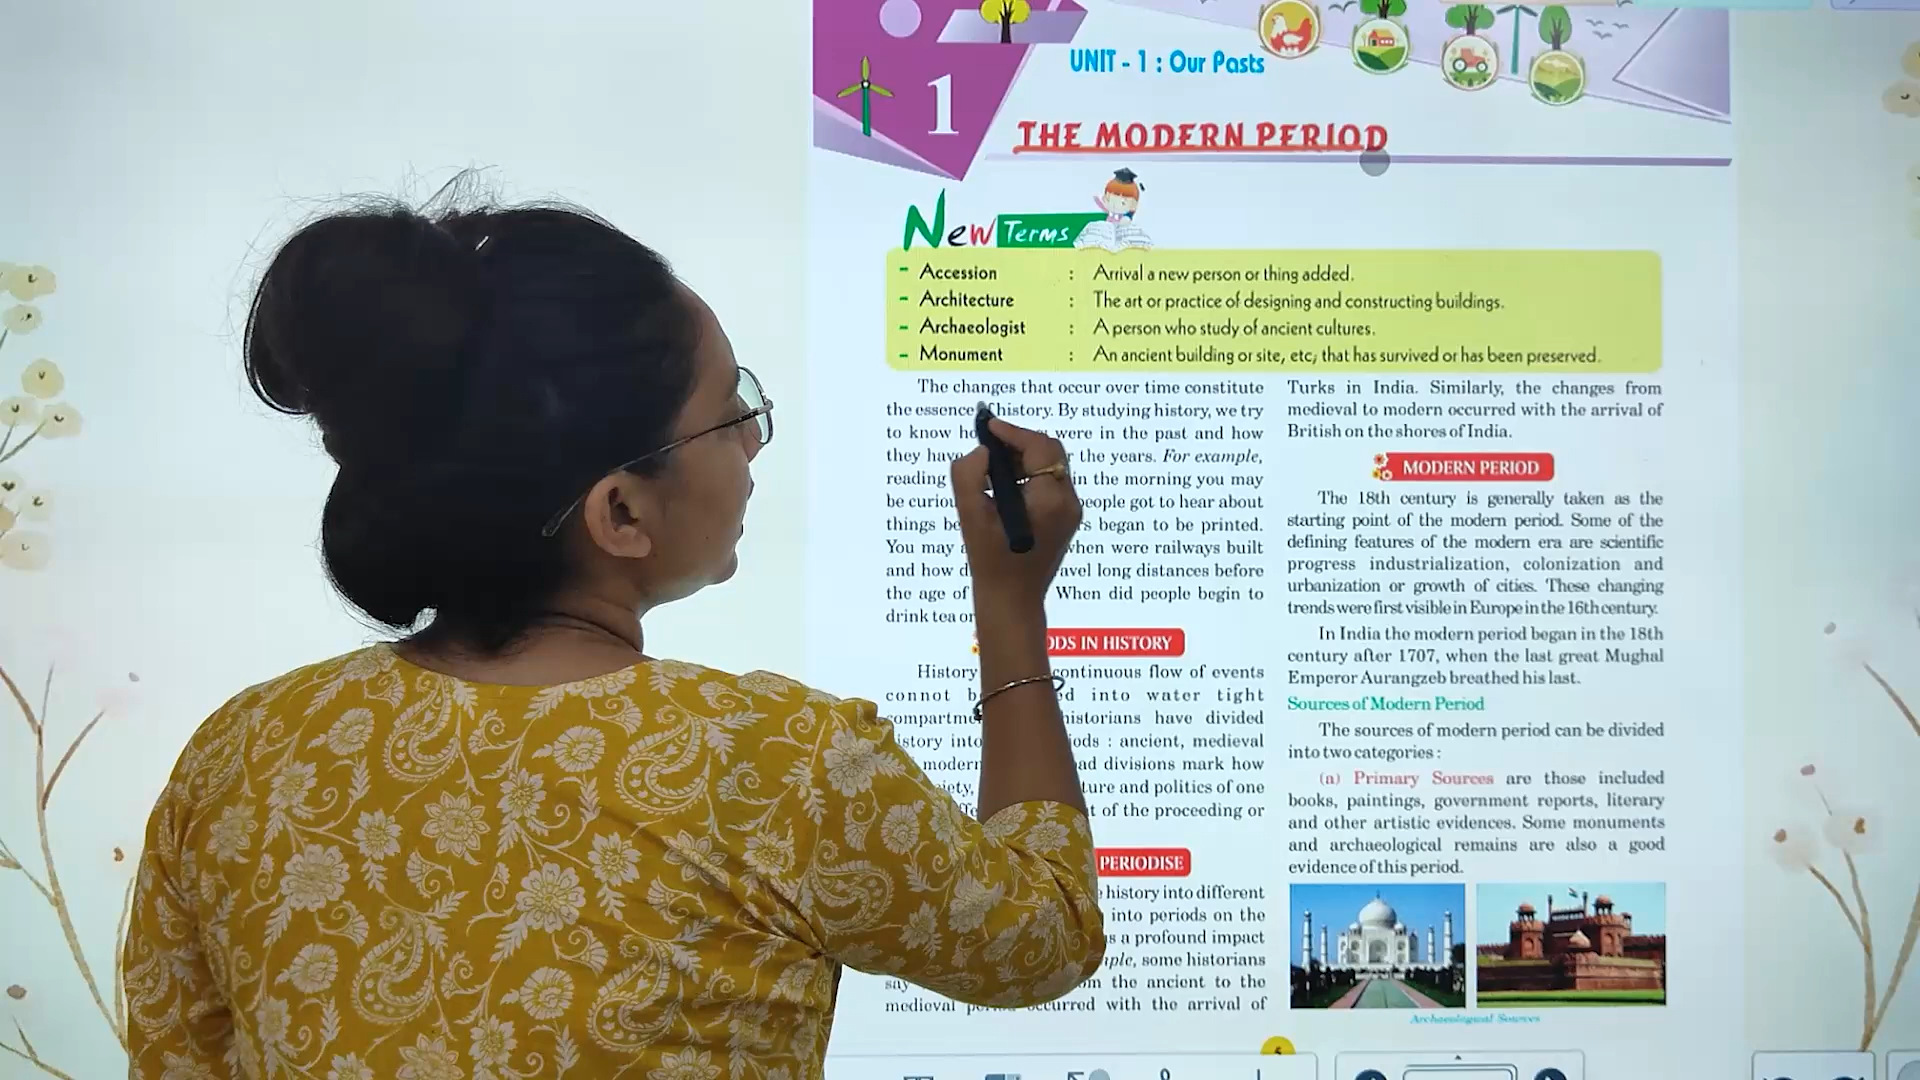 UNIT - 1 : Our Pasts
1
THE MODERN PERIOD
New Terms
- Accession : Arrival a new person or thing added.
- Architecture : The art or practice of designing and constructing buildings.
- Archaeologist : A person who study of ancient cultures.
- Monument : An ancient building or site, etc; that has survived or has been preserved.
The changes that occur over time constitute
the essence history. By studying history, we try
to know were in the past and how
they have the years. For example,
reading in the morning you may
be people got to hear about
things began to be printed.
You may when were railways built
and how long distances before
the age of When did people begin to
drink tea or
IN HISTORY
History continuous flow of events
cannot into water tight
historians have divided
into : ancient, medieval
modern divisions mark how
and politics of one
of the proceeding or
PERIODISE
history into different
into periods on the
a profound impact
some historians
say the ancient to the
medieval occurred with the arrival of
Turks in India. Similarly, the changes from
medieval to modern occurred with the arrival of
British on the shores of India.
MODERN PERIOD
The 18th century is generally taken as the
starting point of the modern period. Some of the
defining features of the modern era are scientific
progress industrialization, colonization and
urbanization or growth of cities. These changing
trends were first visible in Europe in the 16th century.
In India the modern period began in the 18th
century after 1707, when the last great Mughal
Emperor Aurangzeb breathed his last.
Sources of Modern Period
The sources of modern period can be divided
into two categories :
(a) Primary Sources are those included
books, paintings, government reports, literary
and other artistic evidences. Some monuments
and archaeological remains are also a good
evidence of this period.
Archaeological Sources
5